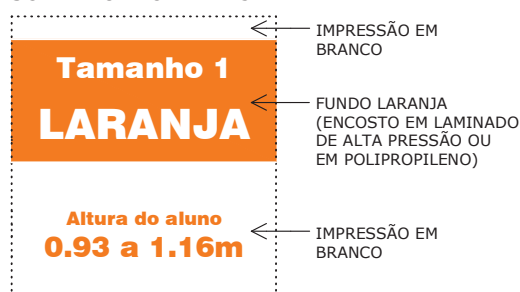 IMPRESSÃO EM
BRANCO
Tamanho 1
LARANJA
FUNDO LARANJA
(ENCOSTO EM LAMINADO
DE ALTA PRESSÃO OU
EM POLIPROPILENO)
Altura do aluno
0.93 a 1.16m
IMPRESSÃO EM
BRANCO